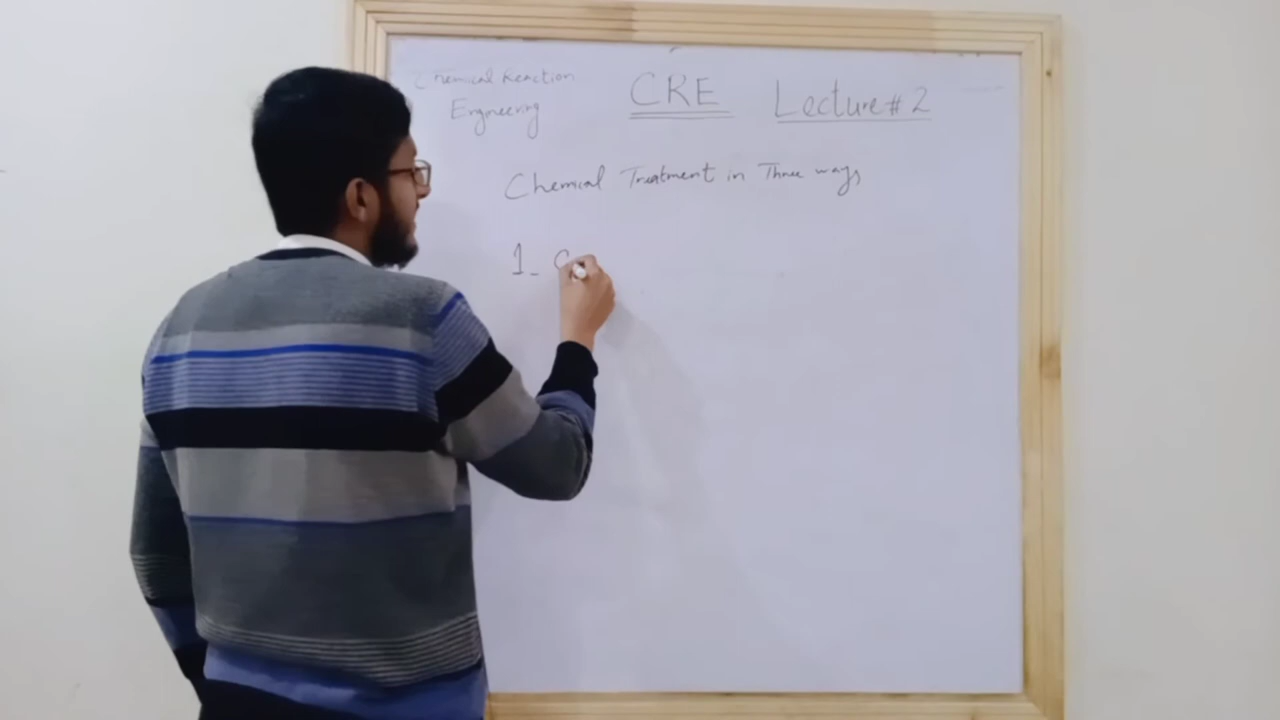 Chemical Reaction
Engineering
CRE Lecture # 2
Chemical Treatment in Three ways
1_ C